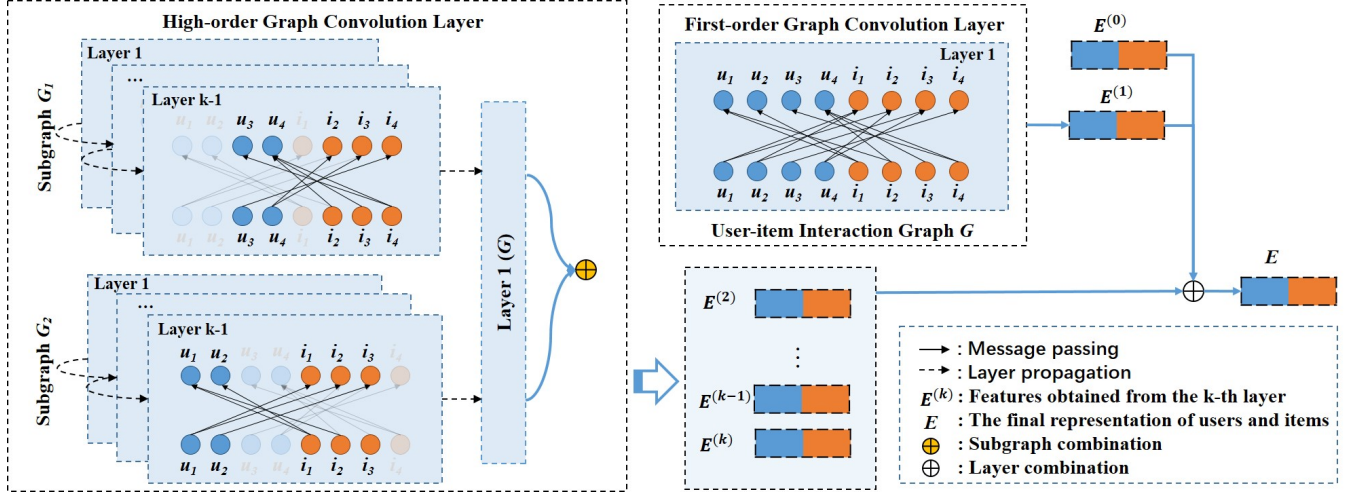 High-order Graph Convolution Layer
Subgraph G1
Layer 1
...
Layer k-1
u1 u2 u3 u4 i1 i2 i3 i4
u1 u2 u3 u4 i1 i2 i3 i4
Subgraph G2
Layer 1
...
Layer k-1
u1 u2 u3 u4 i1 i2 i3 i4
u1 u2 u3 u4 i1 i2 i3 i4
Layer 1 (G)
First-order Graph Convolution Layer
Layer 1
u1 u2 u3 u4 i1 i2 i3 i4
u1 u2 u3 u4 i1 i2 i3 i4
User-item Interaction Graph G
E(0)
E(1)
E(2)
⋮
E(k−1)
E(k)
E
: Message passing
: Layer propagation
E(k) : Features obtained from the k-th layer
E : The final representation of users and items
: Subgraph combination
: Layer combination